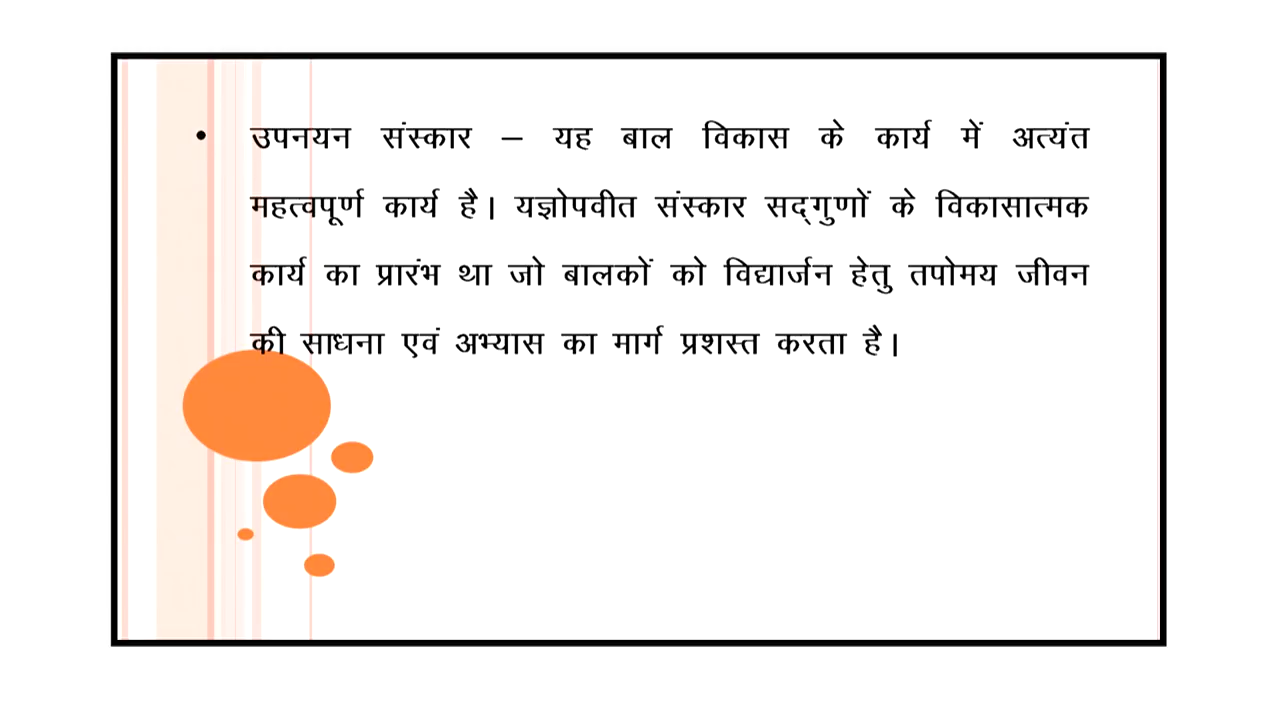 • उपनयन संस्कार – यह बाल विकास के कार्य में अत्यंत
महत्वपूर्ण कार्य है। यज्ञोपवीत संस्कार सद्‌गुणों के विकासात्मक
कार्य का प्रारंभ था जो बालकों को विद्यार्जन हेतु तपोमय जीवन
की साधना एवं अभ्यास का मार्ग प्रशस्त करता है।